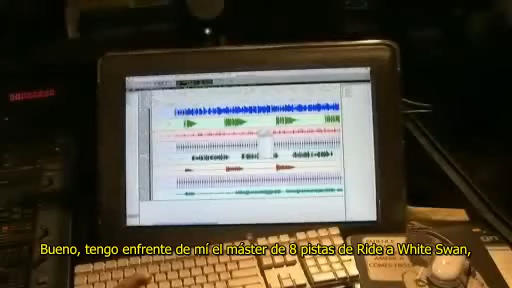 Bueno, tengo enfrente de mí el máster de 8 pistas de Ride a White Swan,